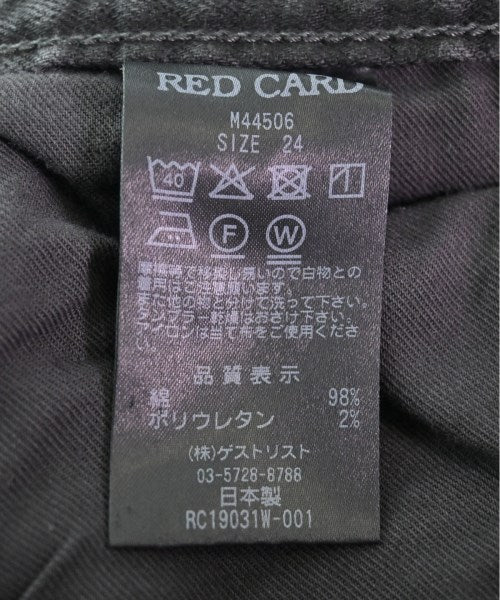 RED CARD
M44506
SIZE 24
40
F W
摩擦等で移染し易いので白物との
着用はご注意願います。
また他の物と分けて洗って下さい。
タンブラー乾燥はおさけ下さい。
アイロンは当て布をご使用くださ
品質表示
綿 98%
ポリウレタン 2%
(株)ゲストリスト
03-5728-8788
日本製
RC19031W-001